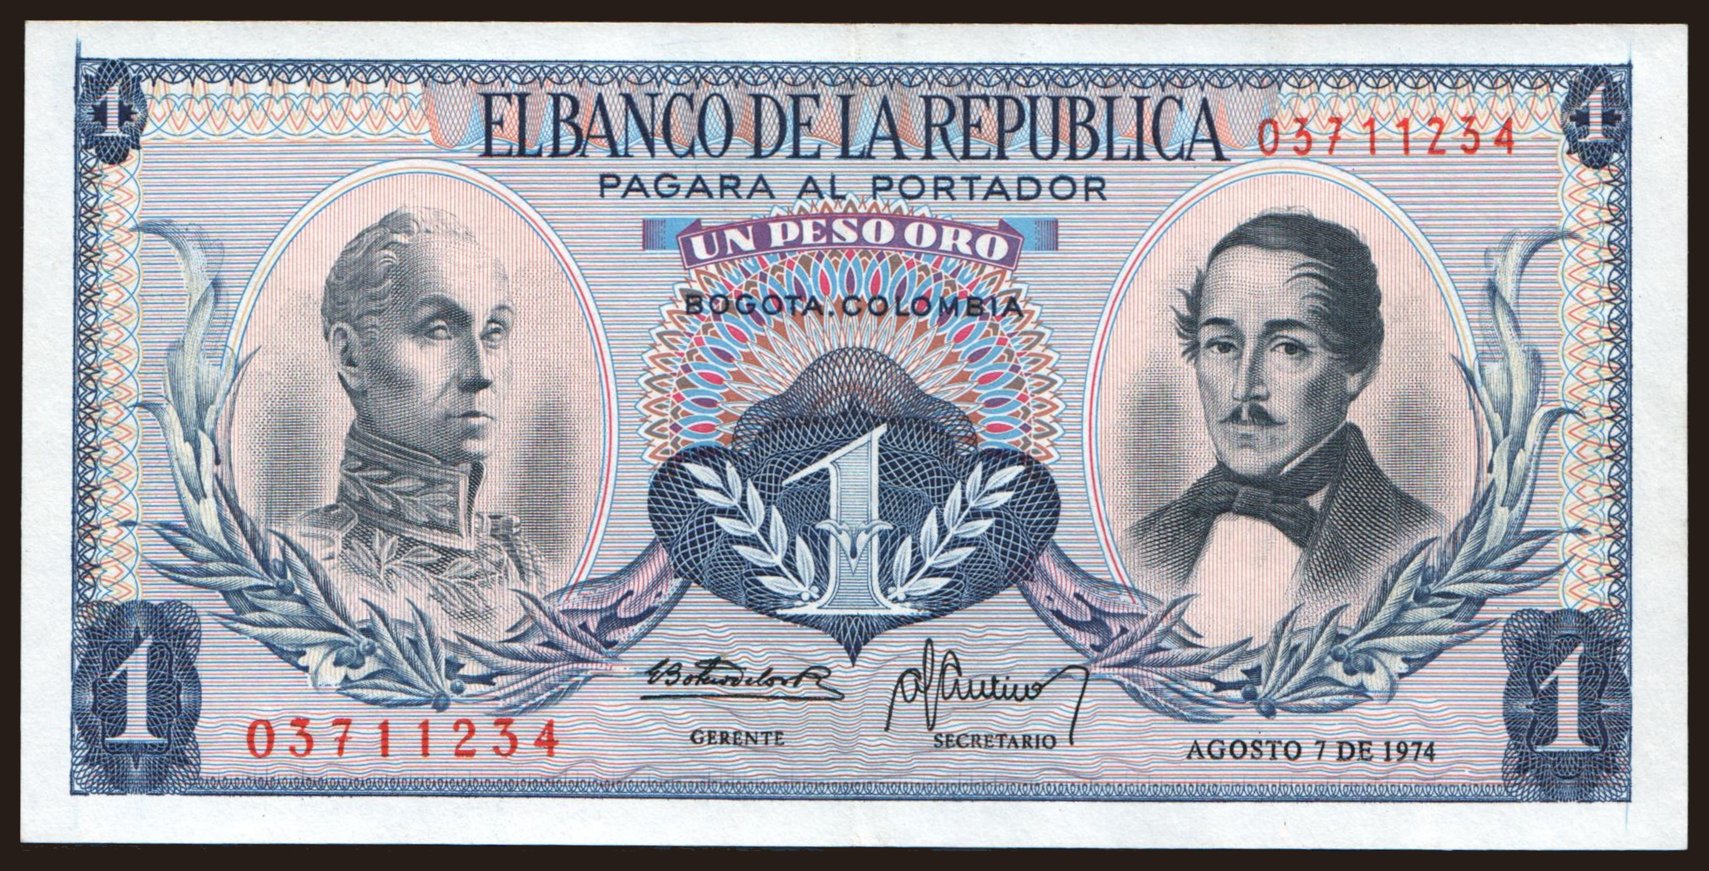 1
1
EL BANCO DE LA REPUBLICA
03711234
PAGARA AL PORTADOR
UN PESO ORO
BOGOTA. COLOMBIA
1
1
1
03711234
GERENTE
SECRETARIO
AGOSTO 7 DE 1974